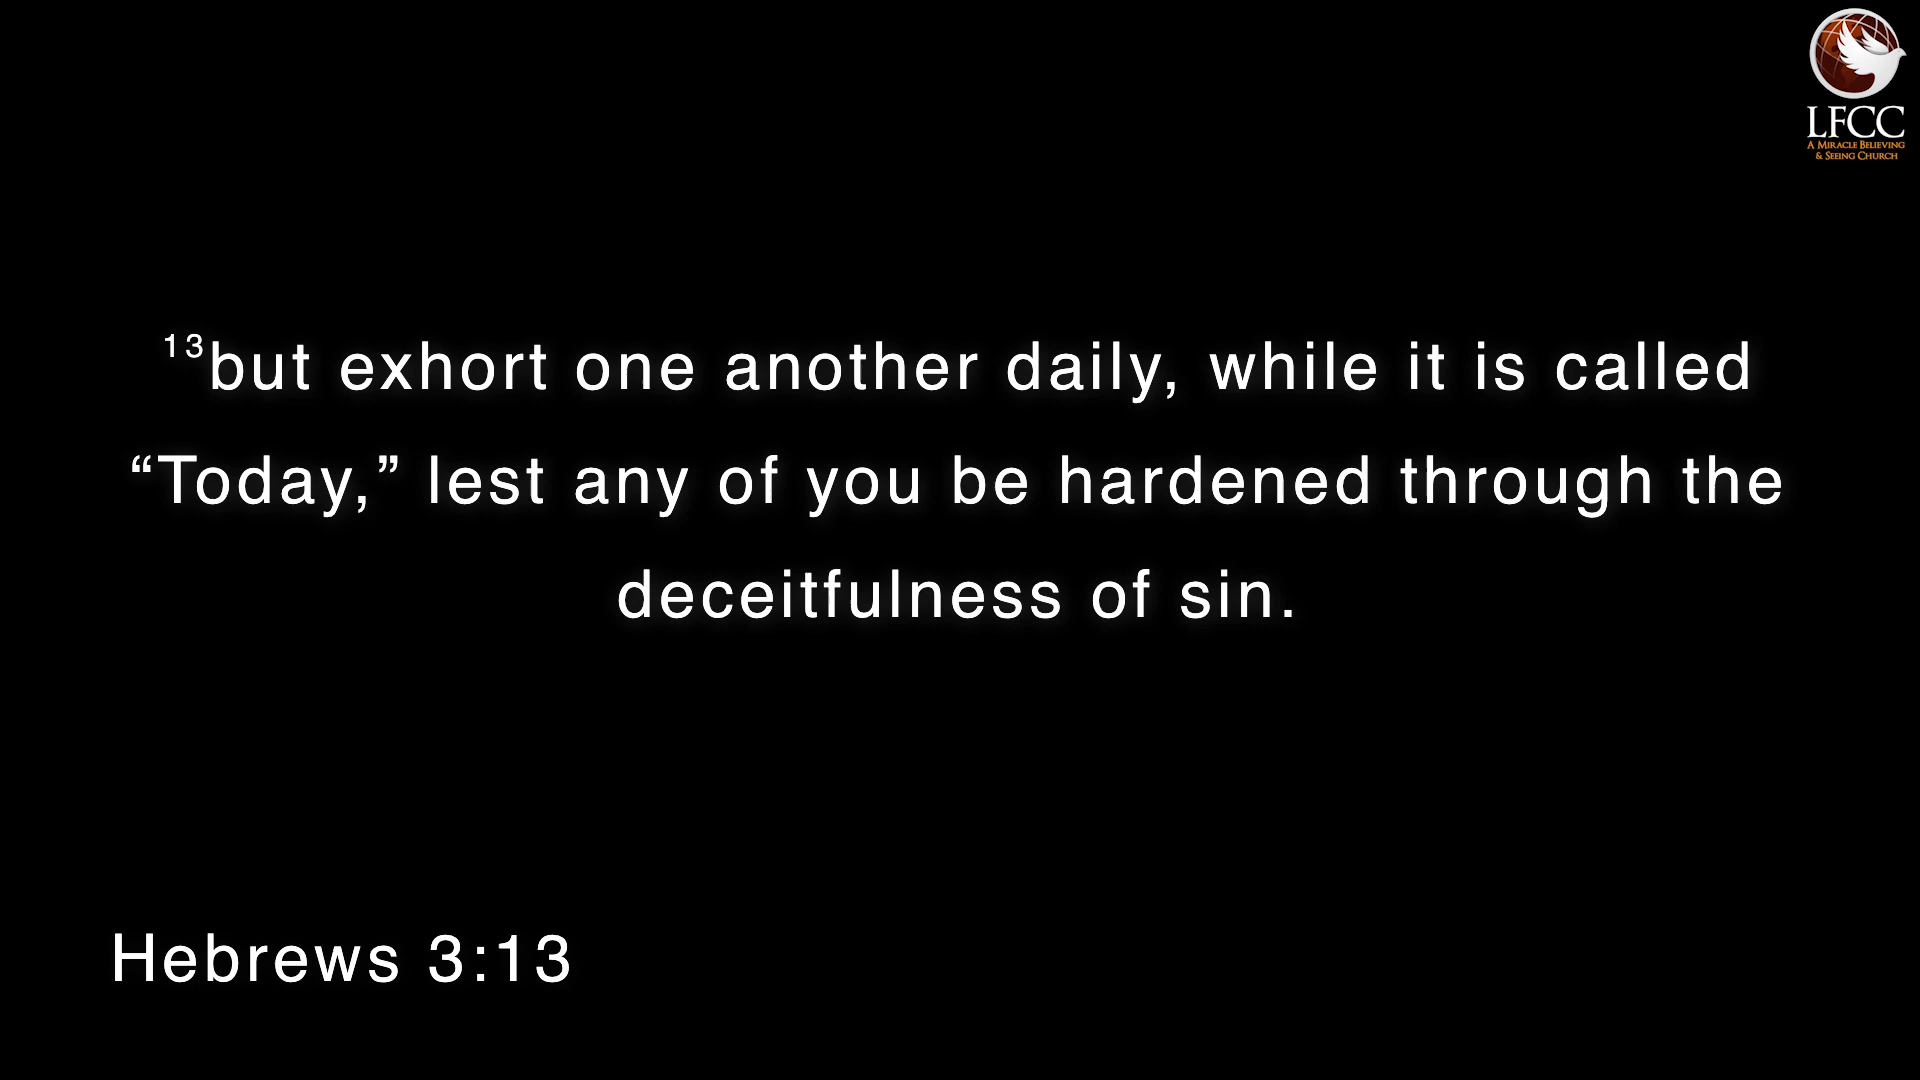 LFCC
A Miracle Believing
& Seeing Church
13but exhort one another daily, while it is called
“Today,” lest any of you be hardened through the
deceitfulness of sin.
Hebrews 3:13